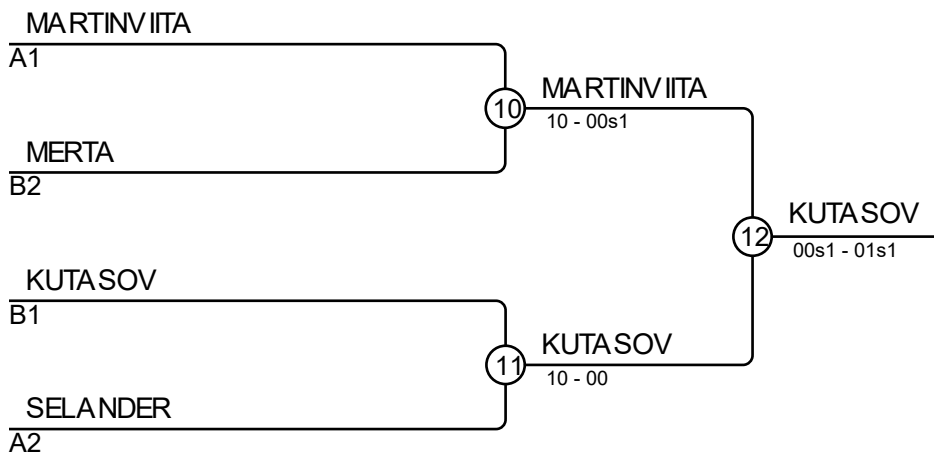 MARTINVIITA
A1
10
MARTINVIITA
10 - 00s1
MERTA
B2
12
KUTASOV
00s1 - 01s1
KUTASOV
B1
11
KUTASOV
10 - 00
SELANDER
A2